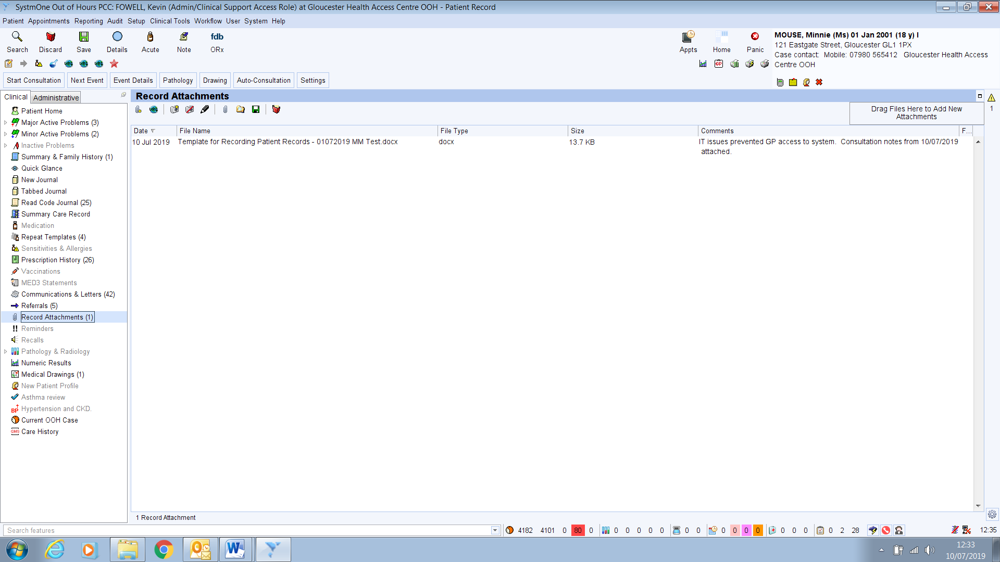 SystmOne Out of Hours PCC: FOWELL, Kevin (Admin/Clinical Support Access Role) at Gloucester Health Access Centre OOH - Patient Record
Patient Appointments Reporting Audit Setup Clinical Tools Workflow User System Help
Search Discard Save Details Acute Note fdb ORx
Appts Home Panic
MOUSE, Minnie (Ms) 01 Jan 2001 (18 y) I
121 Eastgate Street, Gloucester GL1 1PX
Case contact: Mobile: 07980 565412 Gloucester Health Access
Centre OOH
URL URL URL
GP
Start Consultation Next Event Event Details Pathology Drawing Auto-Consultation Settings
Clinical Administrative
Patient Home
Major Active Problems (3)
Minor Active Problems (2)
Inactive Problems
Summary & Family History (1)
Quick Glance
New Journal
Tabbed Journal
Read Code Journal (25)
Summary Care Record
Medication
Repeat Templates (4)
Sensitivities & Allergies
Prescription History (26)
Vaccinations
MED3 Statements
Communications & Letters (42)
Referrals (5)
Record Attachments (1)
Reminders
Recalls
Pathology & Radiology
Numeric Results
Medical Drawings (1)
New Patient Profile
Asthma review
BP Hypertension and CKD.
Current OOH Case
GMS Care History
Record Attachments
1
URL
Drag Files Here to Add New
Attachments
Date File Name File Type Size Comments F...
10 Jul 2019 Template for Recording Patient Records - 01072019 MM Test.docx docx 13.7 KB IT issues prevented GP access to system. Consultation notes from 10/07/2019
attached.
1 Record Attachment
Search features
4182 4101 0 80 0 0 0 0 0 0 0 0 0 0 0 0 0 0 0 0 2 28 12:35
12:33
10/07/2019